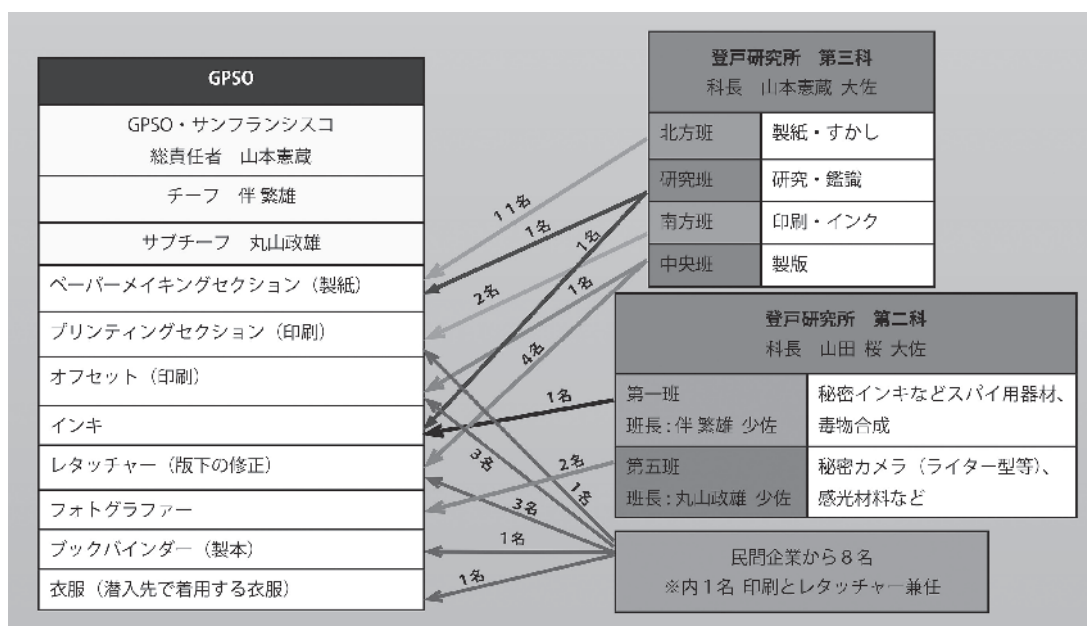 GPSO
GPSO・サンフランシスコ
総責任者 山本憲蔵
チーフ 伴 繁雄
サブチーフ 丸山政雄
ペーパーメイキングセクション（製紙）
プリンティングセクション（印刷）
オフセット（印刷）
インキ
レタッチャー（版下の修正）
フォトグラファー
ブックバインダー（製本）
衣服（潜入先で着用する衣服）
11名
1名
1名
2名
1名
4名
1名
3名
2名
1名
3名
1名
1名
登戸研究所 第三科
科長 山本憲蔵 大佐
北方班 製紙・すかし
研究班 研究・鑑識
南方班 印刷・インク
中央班 製版
登戸研究所 第二科
科長 山田 桜 大佐
第一班
班長：伴 繁雄 少佐
秘密インキなどスパイ用器材、
毒物合成
第五班
班長：丸山政雄 少佐
秘密カメラ（ライター型等）、
感光材料など
民間企業から８名
※内１名 印刷とレタッチャー兼任